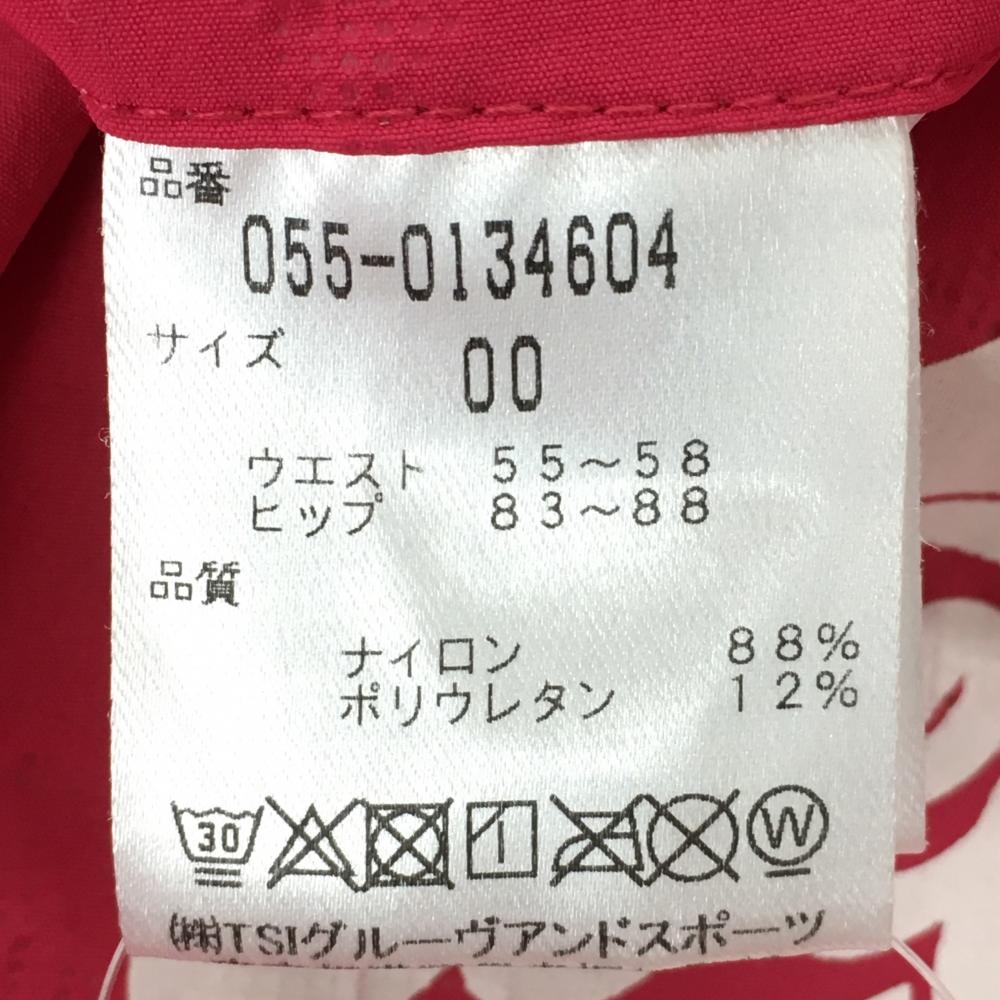 品番
055-0134604
サイズ 00
ウエスト 55～58
ヒップ 83～88
品質
ナイロン 88%
ポリウレタン 12%
30 W
㈱TSIグルーヴアンドスポーツ